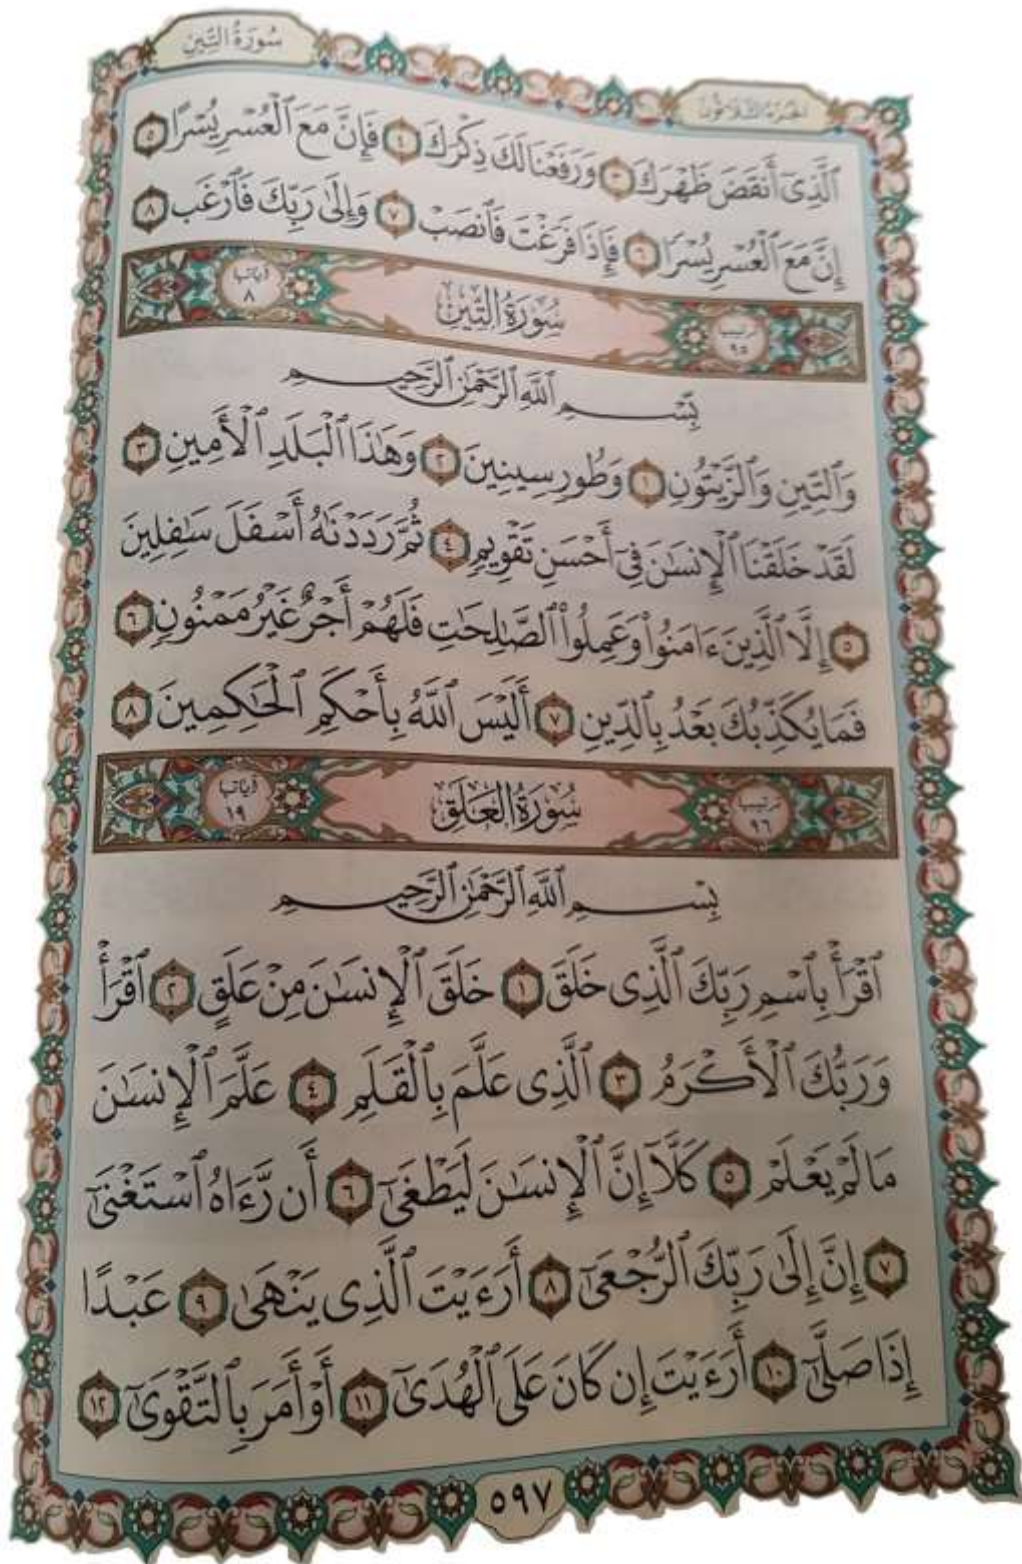 سُورَةُ التِّينِ
الجزء الثلاثون
ٱلَّذِىٓ أَنقَضَ ظَهْرَكَ ٣ وَرَفَعْنَا لَكَ ذِكْرَكَ ٤ فَإِنَّ مَعَ ٱلْعُسْرِ يُسْرًا ٥
إِنَّ مَعَ ٱلْعُسْرِ يُسْرًا ٦ فَإِذَا فَرَغْتَ فَٱنصَبْ ٧ وَإِلَىٰ رَبِّكَ فَٱرْغَب ٨
ترتيبها ٩٥ سُورَةُ التِّينِ آياتها ٨
بِسْمِ ٱللَّهِ ٱلرَّحْمَٰنِ ٱلرَّحِيمِ
وَٱلتِّينِ وَٱلزَّيْتُونِ ١ وَطُورِ سِينِينَ ٢ وَهَٰذَا ٱلْبَلَدِ ٱلْأَمِينِ ٣
لَقَدْ خَلَقْنَا ٱلْإِنسَٰنَ فِىٓ أَحْسَنِ تَقْوِيمٍ ٤ ثُمَّ رَدَدْنَٰهُ أَسْفَلَ سَٰفِلِينَ
٥ إِلَّا ٱلَّذِينَ ءَامَنُوا۟ وَعَمِلُوا۟ ٱلصَّٰلِحَٰتِ فَلَهُمْ أَجْرٌ غَيْرُ مَمْنُونٍ ٦
فَمَا يُكَذِّبُكَ بَعْدُ بِٱلدِّينِ ٧ أَلَيْسَ ٱللَّهُ بِأَحْكَمِ ٱلْحَٰكِمِينَ ٨
ترتيبها ٩٦ سُورَةُ العَلَقِ آياتها ١٩
بِسْمِ ٱللَّهِ ٱلرَّحْمَٰنِ ٱلرَّحِيمِ
ٱقْرَأْ بِٱسْمِ رَبِّكَ ٱلَّذِى خَلَقَ ١ خَلَقَ ٱلْإِنسَٰنَ مِنْ عَلَقٍ ٢ ٱقْرَأْ
وَرَبُّكَ ٱلْأَكْرَمُ ٣ ٱلَّذِى عَلَّمَ بِٱلْقَلَمِ ٤ عَلَّمَ ٱلْإِنسَٰنَ
مَا لَمْ يَعْلَمْ ٥ كَلَّآ إِنَّ ٱلْإِنسَٰنَ لَيَطْغَىٰٓ ٦ أَن رَّءَاهُ ٱسْتَغْنَىٰٓ
٧ إِنَّ إِلَىٰ رَبِّكَ ٱلرُّجْعَىٰٓ ٨ أَرَءَيْتَ ٱلَّذِى يَنْهَىٰ ٩ عَبْدًا
إِذَا صَلَّىٰٓ ١٠ أَرَءَيْتَ إِن كَانَ عَلَى ٱلْهُدَىٰٓ ١١ أَوْ أَمَرَ بِٱلتَّقْوَىٰٓ ١٢
٥٩٧